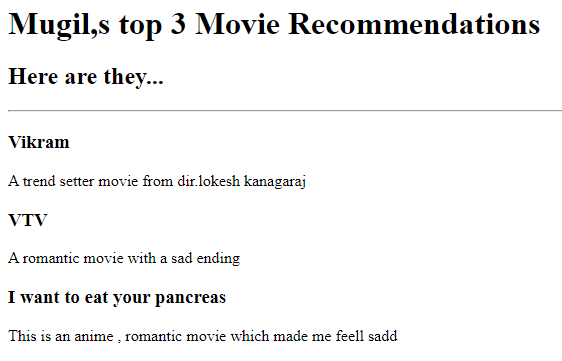 Mugil,s top 3 Movie Recommendations
Here are they...
Vikram
A trend setter movie from dir.lokesh kanagaraj
VTV
A romantic movie with a sad ending
I want to eat your pancreas
This is an anime , romantic movie which made me feell sadd